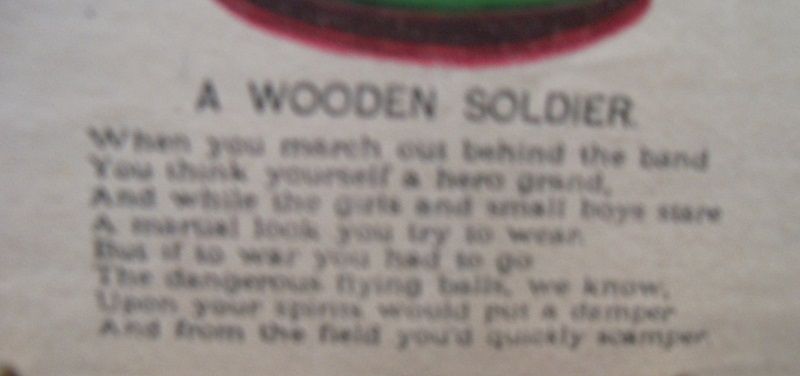 A WOODEN SOLDIER
When you march out behind the band
You think yourself a hero grand,
And while the girls and small boys stare
A martial look you try to wear.
But if to war you had to go
The dangerous flying balls, we know,
Upon your spirits would put a damper
And from the field you'd quickly scamper.